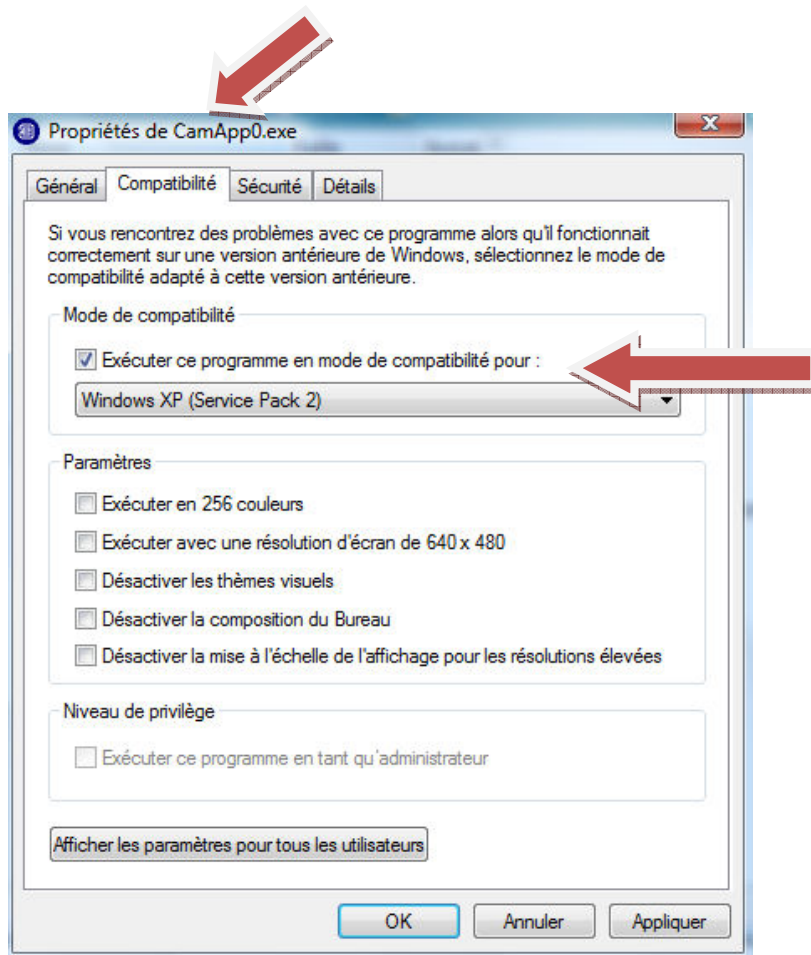 Propriétés de CamApp0.exe
Général Compatibilité Sécurité Détails
Si vous rencontrez des problèmes avec ce programme alors qu'il fonctionnait
correctement sur une version antérieure de Windows, sélectionnez le mode de
compatibilité adapté à cette version antérieure.
Mode de compatibilité
Exécuter ce programme en mode de compatibilité pour :
Windows XP (Service Pack 2)
Paramètres
Exécuter en 256 couleurs
Exécuter avec une résolution d'écran de 640 x 480
Désactiver les thèmes visuels
Désactiver la composition du Bureau
Désactiver la mise à l'échelle de l'affichage pour les résolutions élevées
Niveau de privilège
Exécuter ce programme en tant qu'administrateur
Afficher les paramètres pour tous les utilisateurs
OK Annuler Appliquer